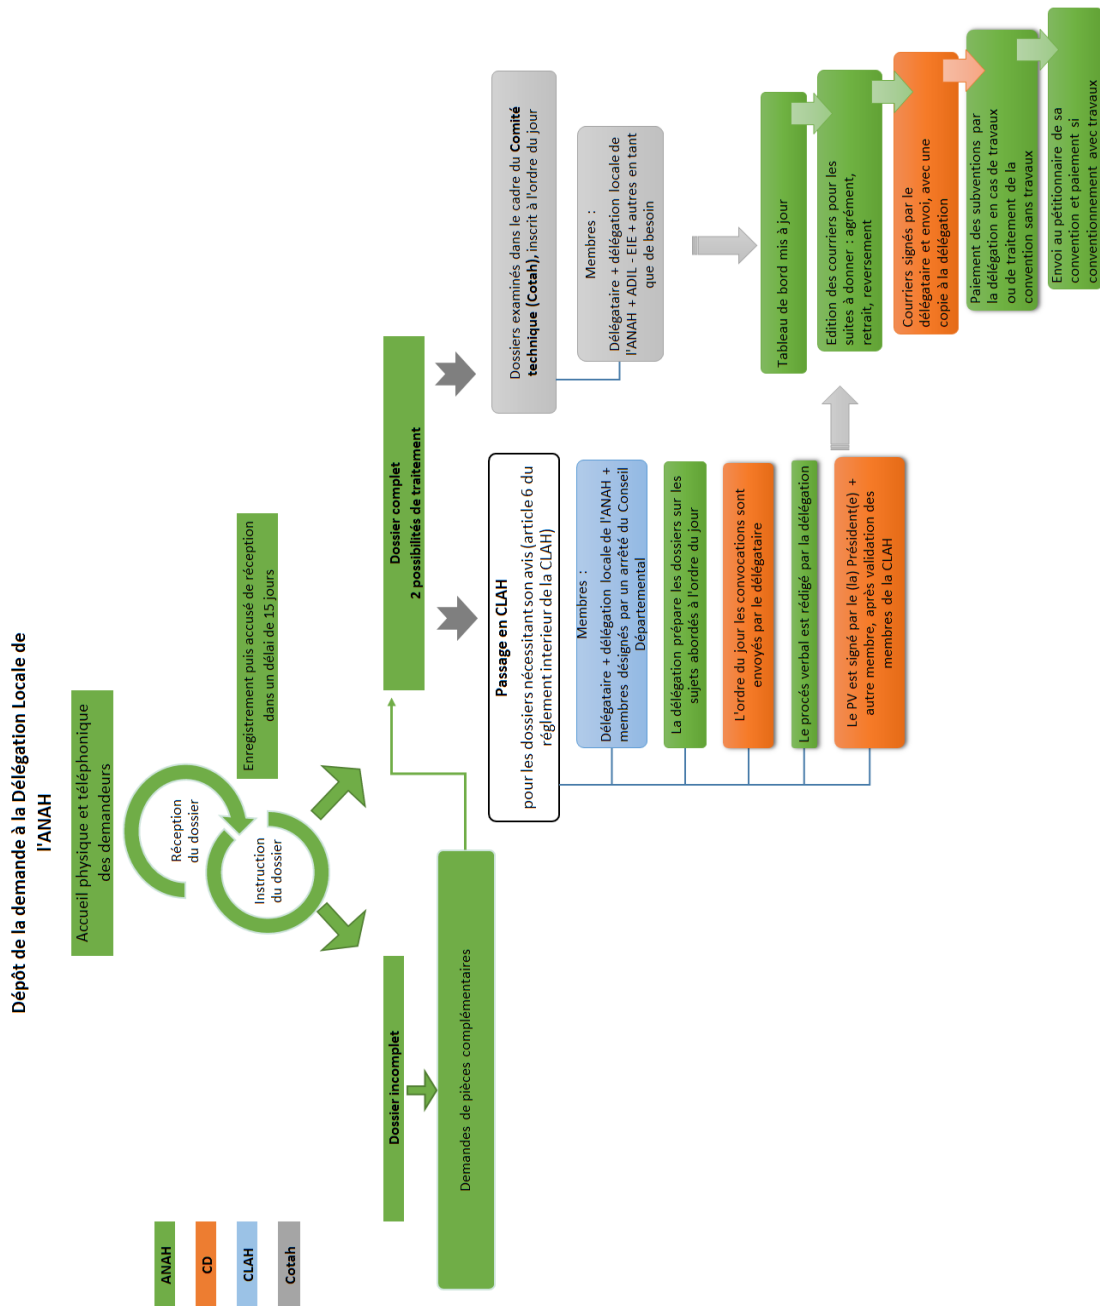 Dépôt de la demande à la Délégation Locale de
l'ANAH
Accueil physique et téléphonique
des demandeurs
Réception
du dossier
Enregistrement puis accusé de réception
dans un délai de 15 jours
Instruction
du dossier
ANAH
CD
CLAH
Cotah
Dossier incomplet
Demandes de pièces complémentaires
Dossier complet
2 possibilités de traitement
Passage en CLAH
pour les dossiers nécessitant son avis (article 6 du
réglement interieur de la CLAH)
Membres :
Délégataire + délégation locale de l'ANAH +
membres désignés par un arrêté du Conseil
Départemental
La délégation prépare les dossiers sur les
sujets abordés à l'ordre du jour
L'ordre du jour les convocations sont
envoyés par le délégataire
Le procés verbal est rédigé par la délégation
Le PV est signé par le (la) Président(e) +
autre membre, après validation des
membres de la CLAH
Dossiers examinés dans le cadre du Comité
technique (Cotah), inscrit à l'ordre du jour
Membres :
Délégataire + délégation locale de
l'ANAH + ADIL - EIE + autres en tant
que de besoin
Tableau de bord mis à jour
Edition des courriers pour les
suites à donner : agrément,
retrait, reversement
Courriers signés par le
délégataire et envoi, avec une
copie à la délégation
Paiement des subventions par
la délégation en cas de travaux
ou de traitement de la
convention sans travaux
Envoi au pétitionnaire de sa
convention et paiement si
conventionnement avec travaux